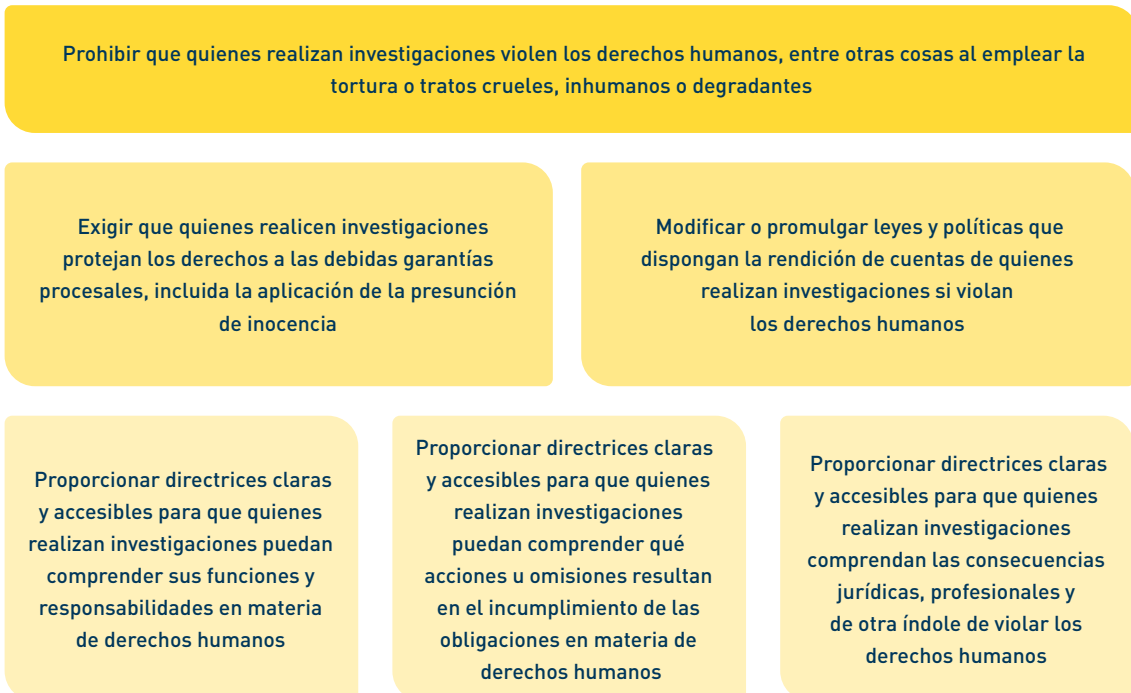 Prohibir que quienes realizan investigaciones violen los derechos humanos, entre otras cosas al emplear la
tortura o tratos crueles, inhumanos o degradantes
Exigir que quienes realicen investigaciones
protejan los derechos a las debidas garantías
procesales, incluida la aplicación de la presunción
de inocencia
Modificar o promulgar leyes y políticas que
dispongan la rendición de cuentas de quienes
realizan investigaciones si violan
los derechos humanos
Proporcionar directrices claras
y accesibles para que quienes
realizan investigaciones puedan
comprender sus funciones y
responsabilidades en materia
de derechos humanos
Proporcionar directrices claras
y accesibles para que quienes
realizan investigaciones
puedan comprender qué
acciones u omisiones resultan
en el incumplimiento de las
obligaciones en materia de
derechos humanos
Proporcionar directrices claras
y accesibles para que quienes
realizan investigaciones
comprendan las consecuencias
jurídicas, profesionales y
de otra índole de violar los
derechos humanos